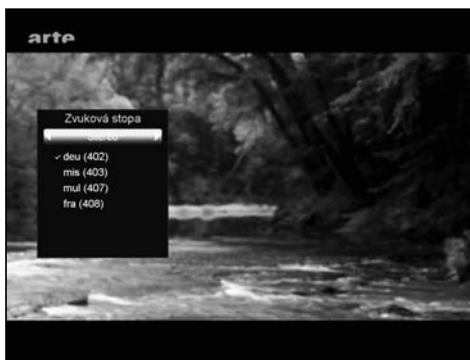 arte
Zvuková stopa
Stereo
✓ deu (402)
mis (403)
mul (407)
fra (408)